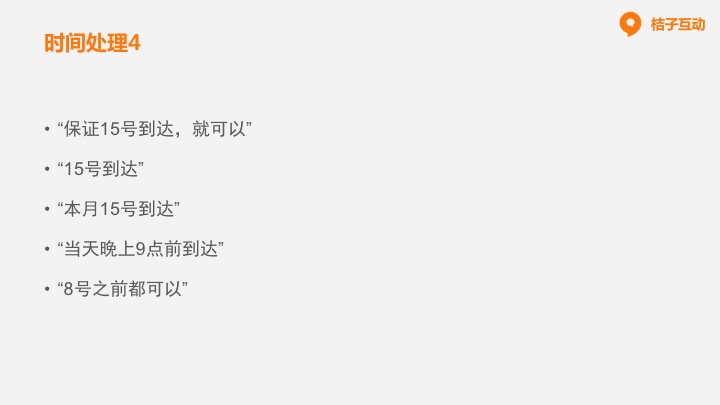 桔子互动
时间处理4
• “保证15号到达，就可以”
• “15号到达”
• “本月15号到达”
• “当天晚上9点前到达”
• “8号之前都可以”